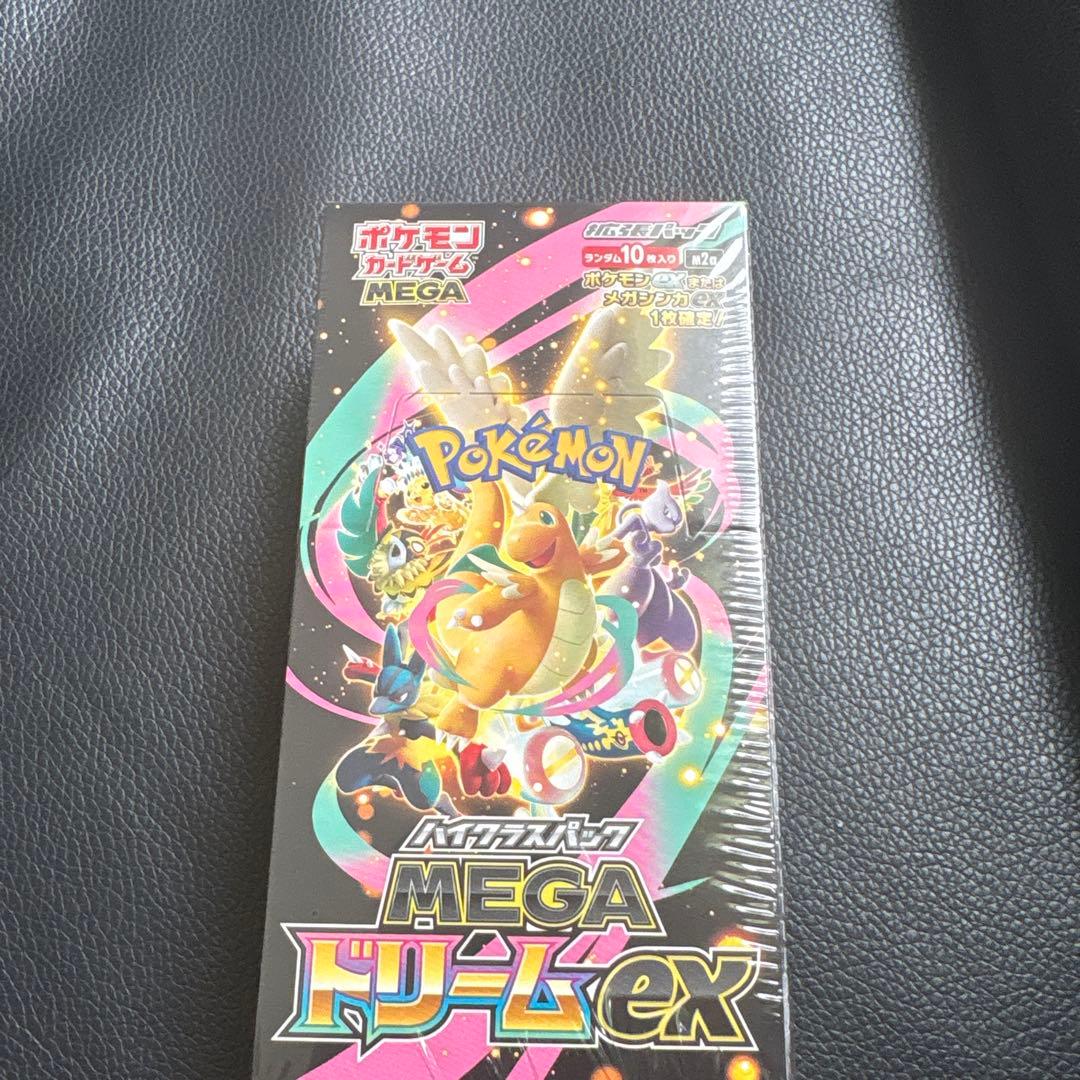 ポケモン
カードゲーム
MEGA
拡張パック
ランダム10枚入り
ポケモンexまたは
メガシンカex
1枚確定!
POKéMON
TM
ハイクラスパック
MEGA
ドリームex